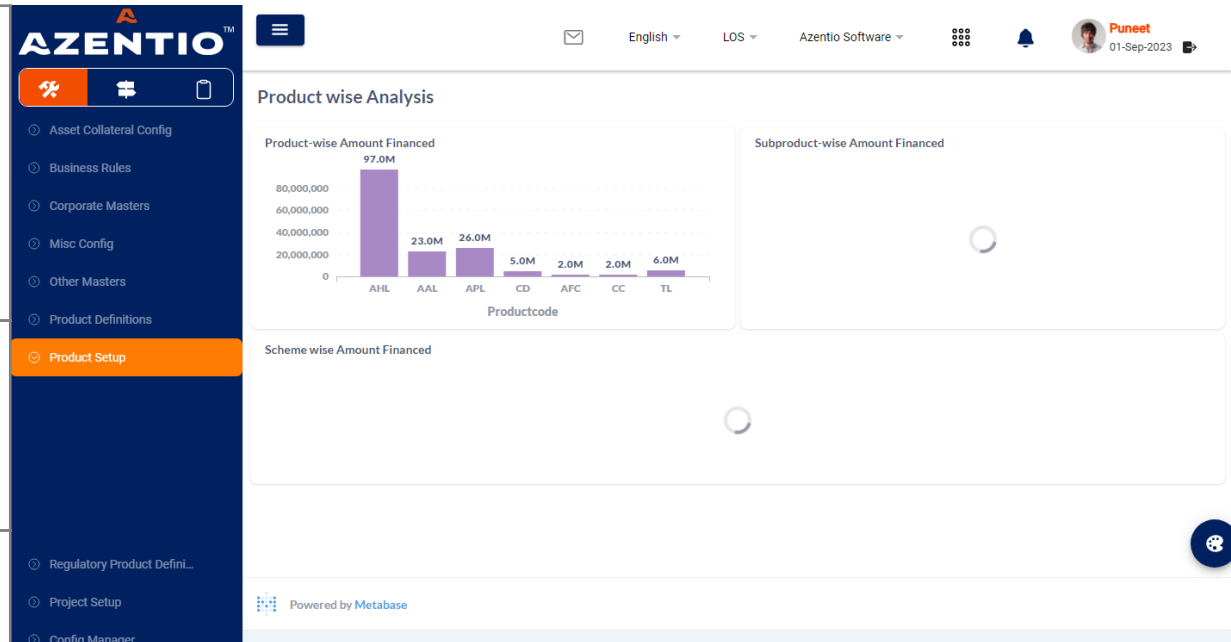 AZENTIO™
English
LOS
Azentio Software
Puneet
01-Sep-2023
Asset Collateral Config
Business Rules
Corporate Masters
Misc Config
Other Masters
Product Definitions
Product Setup
Regulatory Product Defini...
Project Setup
Config Manager
Product wise Analysis
Product-wise Amount Financed
97.0M
80,000,000
60,000,000
40,000,000
20,000,000
0
23.0M
26.0M
5.0M
2.0M
2.0M
6.0M
AHL AAL APL CD AFC CC TL
Productcode
Subproduct-wise Amount Financed
Scheme wise Amount Financed
Powered by Metabase